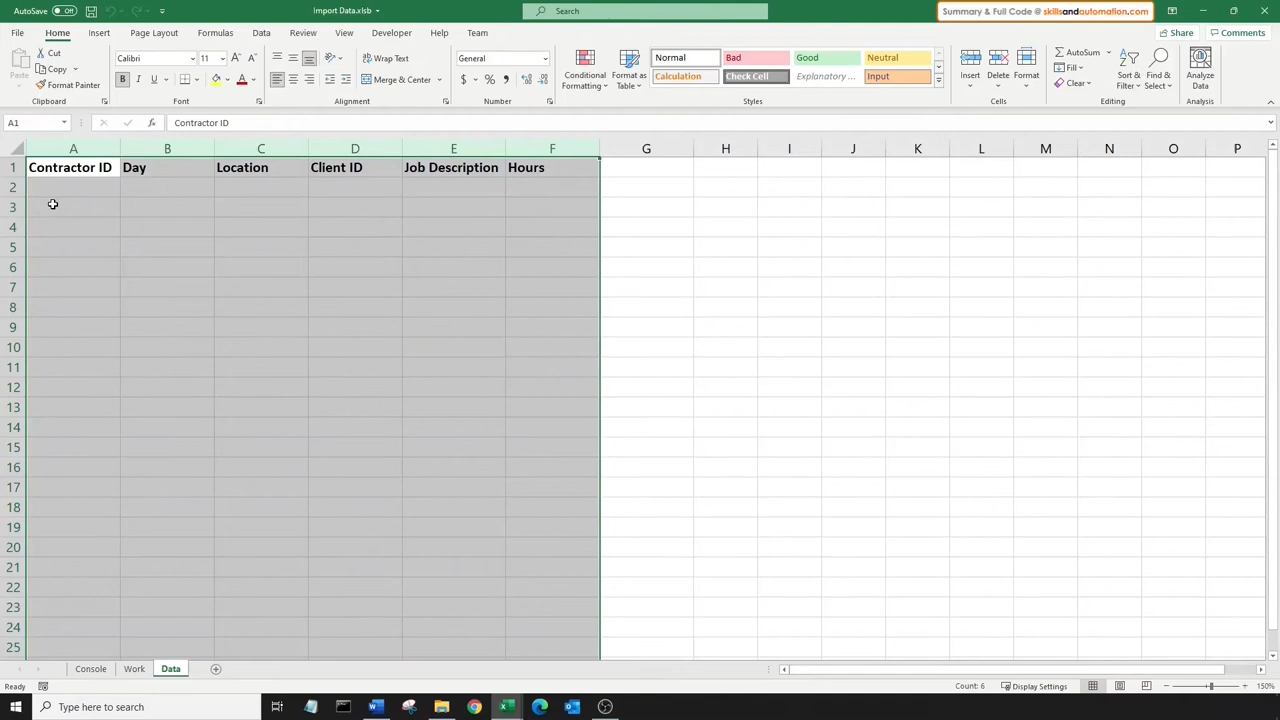 AutoSave Off Import Data.xlsb Search Summary & Full Code @ skillsandautomation.com
File Home Insert Page Layout Formulas Data Review View Developer Help Team Share Comments
Paste Cut Copy Format Painter Clipboard
Calibri 11 B I U Font
Wrap Text Merge & Center Alignment
General $ % Number
Conditional Formatting Format as Table
Normal Bad Good Neutral
Calculation Check Cell Explanatory ... Input
Styles
Insert Delete Format Cells
AutoSum Fill Clear Sort & Filter Find & Select Editing
Analyze Data Analysis
A1 fx Contractor ID
A B C D E F G H I J K L M N O P
1 Contractor ID Day Location Client ID Job Description Hours
2
3
4
5
6
7
8
9
10
11
12
13
14
15
16
17
18
19
20
21
22
23
24
25
Console Work Data
Ready Count: 6 Display Settings 150%
Type here to search